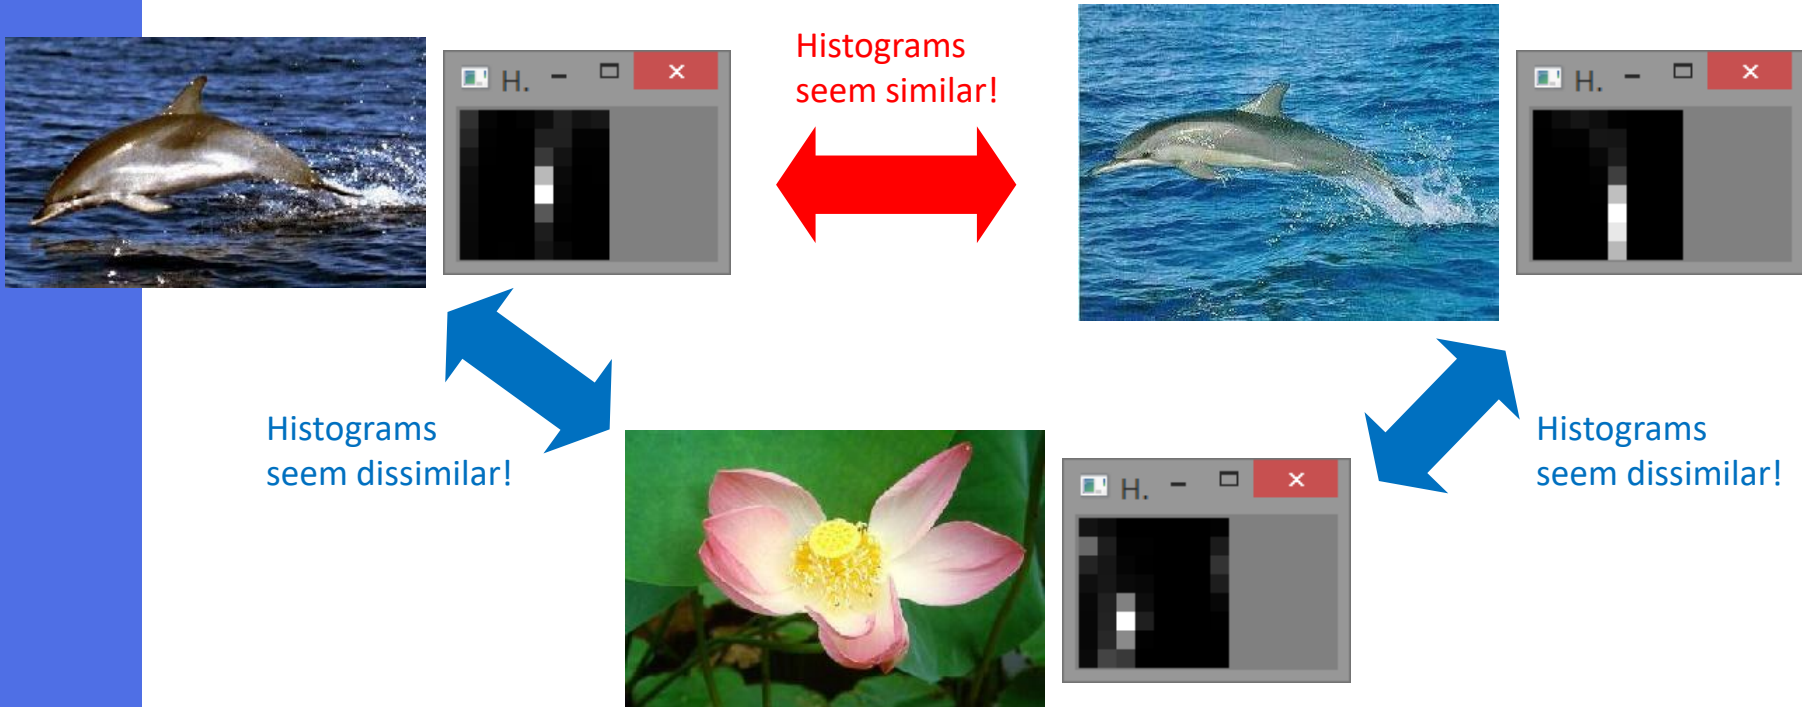 H.
Histograms
seem similar!
H.
Histograms
seem dissimilar!
H.
Histograms
seem dissimilar!